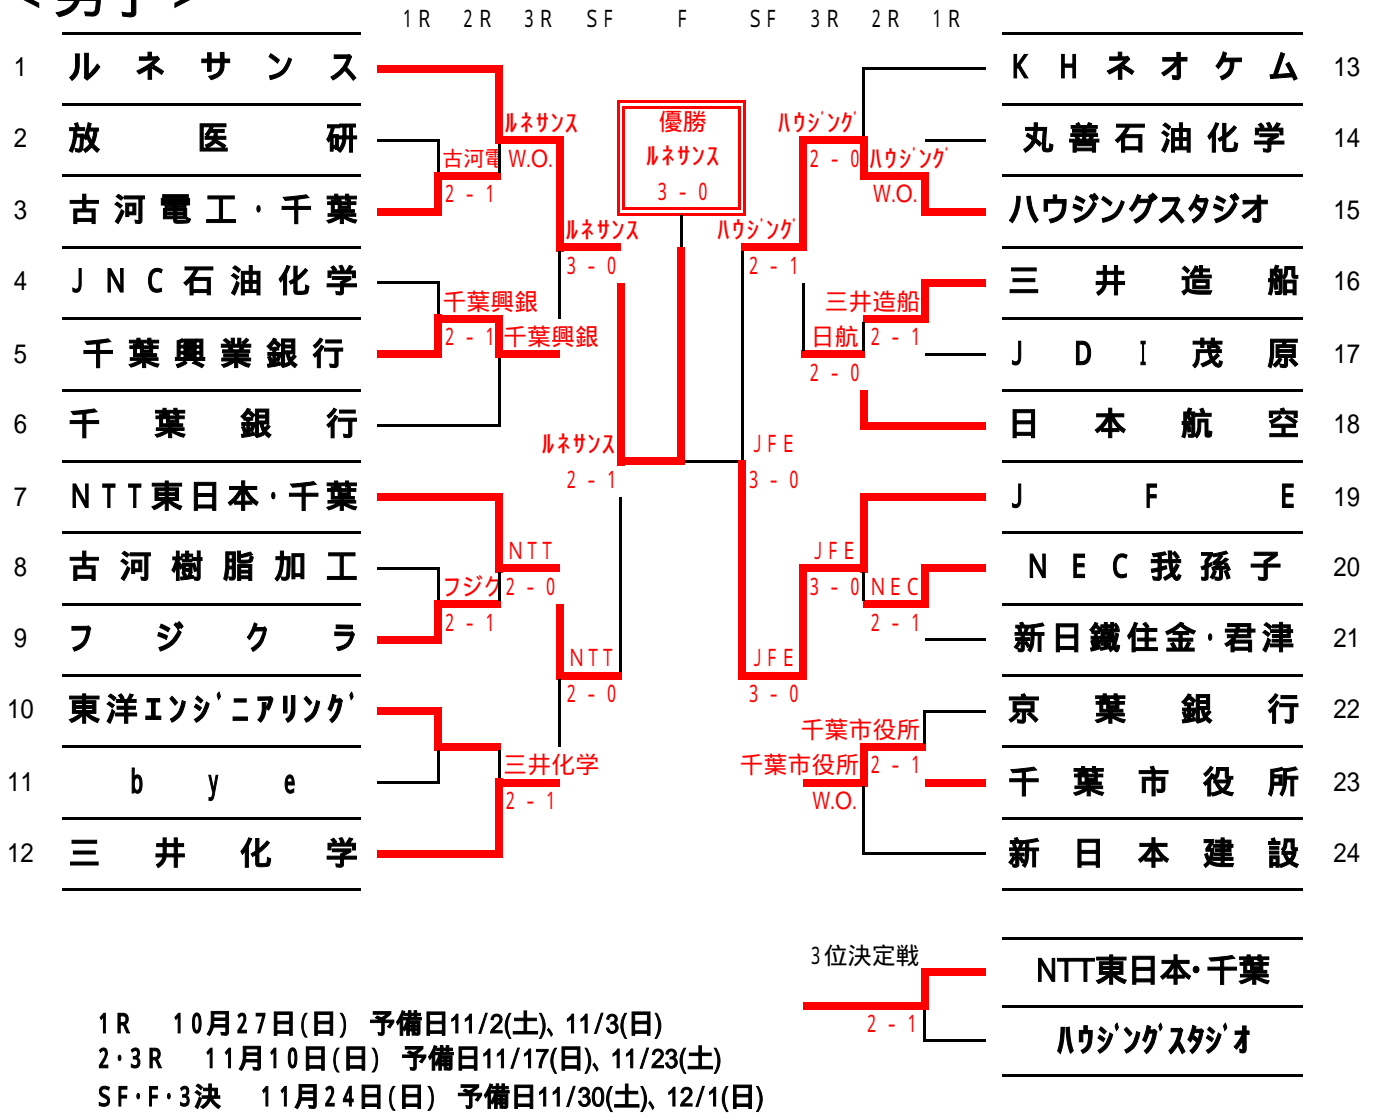 ＜男子＞
1R 2R 3R SF F SF 3R 2R 1R
1 ルネサンス
2 放医研
3 古河電工・千葉
4 JNC石油化学
5 千葉興業銀行
6 千葉銀行
7 NTT東日本・千葉
8 古河樹脂加工
9 フジクラ
10 東洋ｴﾝｼﾞﾆｱﾘﾝｸﾞ
11 bye
12 三井化学
古河電
2-1
ﾙﾈｻﾝｽ
W.O.
千葉興銀
2-1
千葉興銀
ﾙﾈｻﾝｽ
3-0
ﾙﾈｻﾝｽ
2-1
NTT
2-0
フジク
2-1
NTT
2-0
三井化学
2-1
優勝
ﾙﾈｻﾝｽ
3-0
ﾊｳｼﾞﾝｸﾞ
2-0
ﾊｳｼﾞﾝｸﾞ
W.O.
ﾊｳｼﾞﾝｸﾞ
2-1
三井造船
2-1
日航
2-0
JFE
3-0
JFE
3-0
NEC
2-1
JFE
3-0
千葉市役所
2-1
千葉市役所
W.O.
KHネオケム 13
丸善石油化学 14
ハウジングスタジオ 15
三井造船 16
JDI茂原 17
日本航空 18
JFE 19
NEC我孫子 20
新日鐵住金・君津 21
京葉銀行 22
千葉市役所 23
新日本建設 24
3位決定戦
2-1
NTT東日本・千葉
ﾊｳｼﾞﾝｸﾞｽﾀｼﾞｵ
1R 10月27日(日) 予備日11/2(土)、11/3(日)
2・3R 11月10日(日) 予備日11/17(日)、11/23(土)
SF・F・3決 11月24日(日) 予備日11/30(土)、12/1(日)